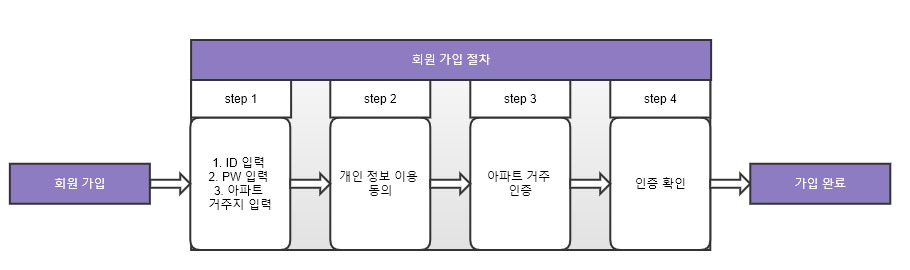 회원 가입 절차
step 1
step 2
step 3
step 4
회원 가입
1. ID 입력
2. PW 입력
3. 아파트
거주지 입력
개인 정보 이용
동의
아파트 거주
인증
인증 확인
가입 완료